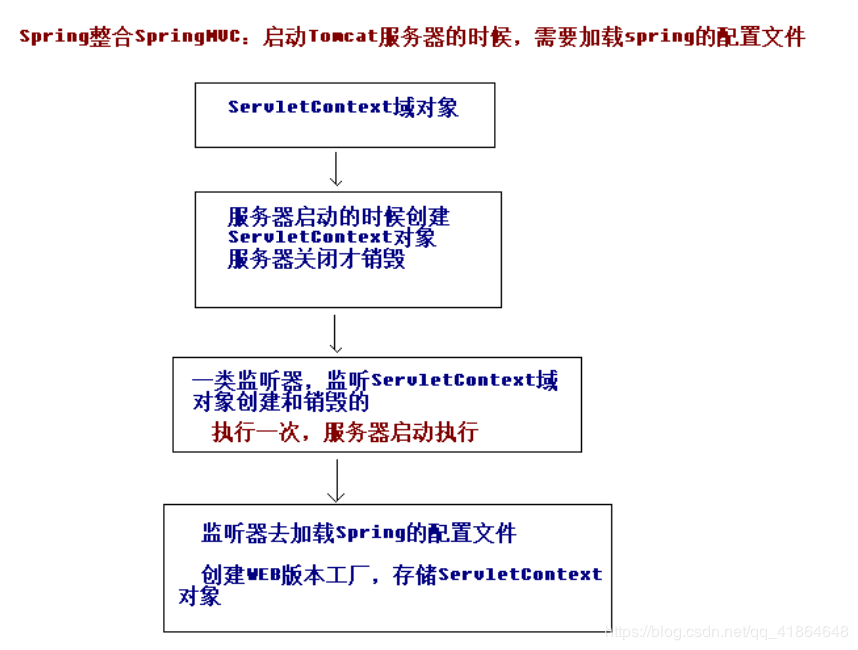 Spring整合SpringMVC：启动Tomcat服务器的时候，需要加载spring的配置文件
ServletContext域对象
服务器启动的时候创建
ServletContext对象
服务器关闭才销毁
一类监听器，监听ServletContext域
对象创建和销毁的
执行一次，服务器启动执行
监听器去加载Spring的配置文件
创建WEB版本工厂，存储ServletContext
对象
https://blog.csdn.net/qq_41864648